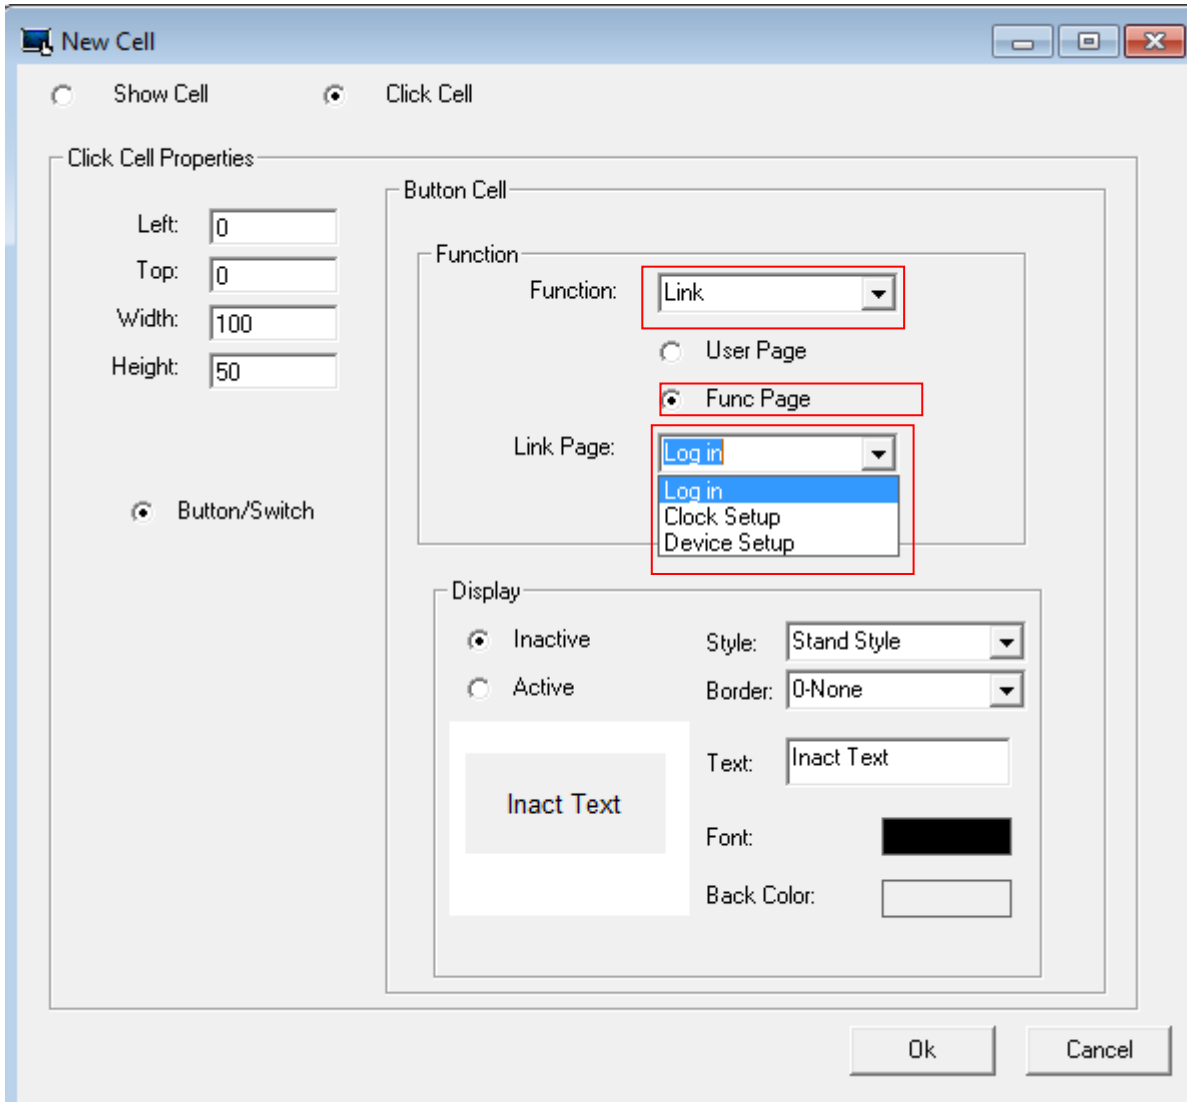 New Cell
Show Cell Click Cell
Click Cell Properties
Button Cell
Left: 0
Function
Top: 0
Function: Link
Width: 100
User Page
Height: 50
Func Page
Link Page: Log in
Log in
Button/Switch
Clock Setup
Device Setup
Display
Inactive Style: Stand Style
Active Border: 0-None
Text: Inact Text
Inact Text
Font:
Back Color:
Ok Cancel